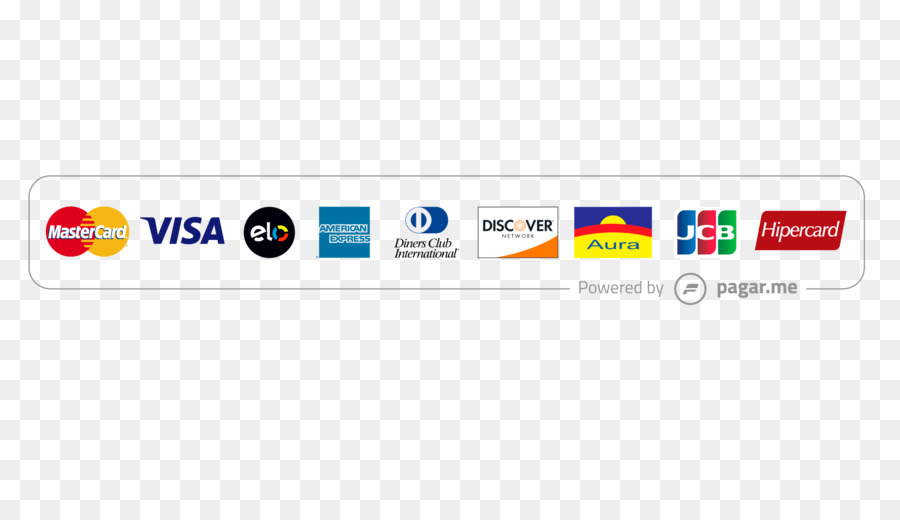 MasterCard
VISA
elo
AMERICAN
EXPRESS
Diners Club
International
DISCOVER
NETWORK
Aura
JCB
Hipercard
Powered by pagar.me